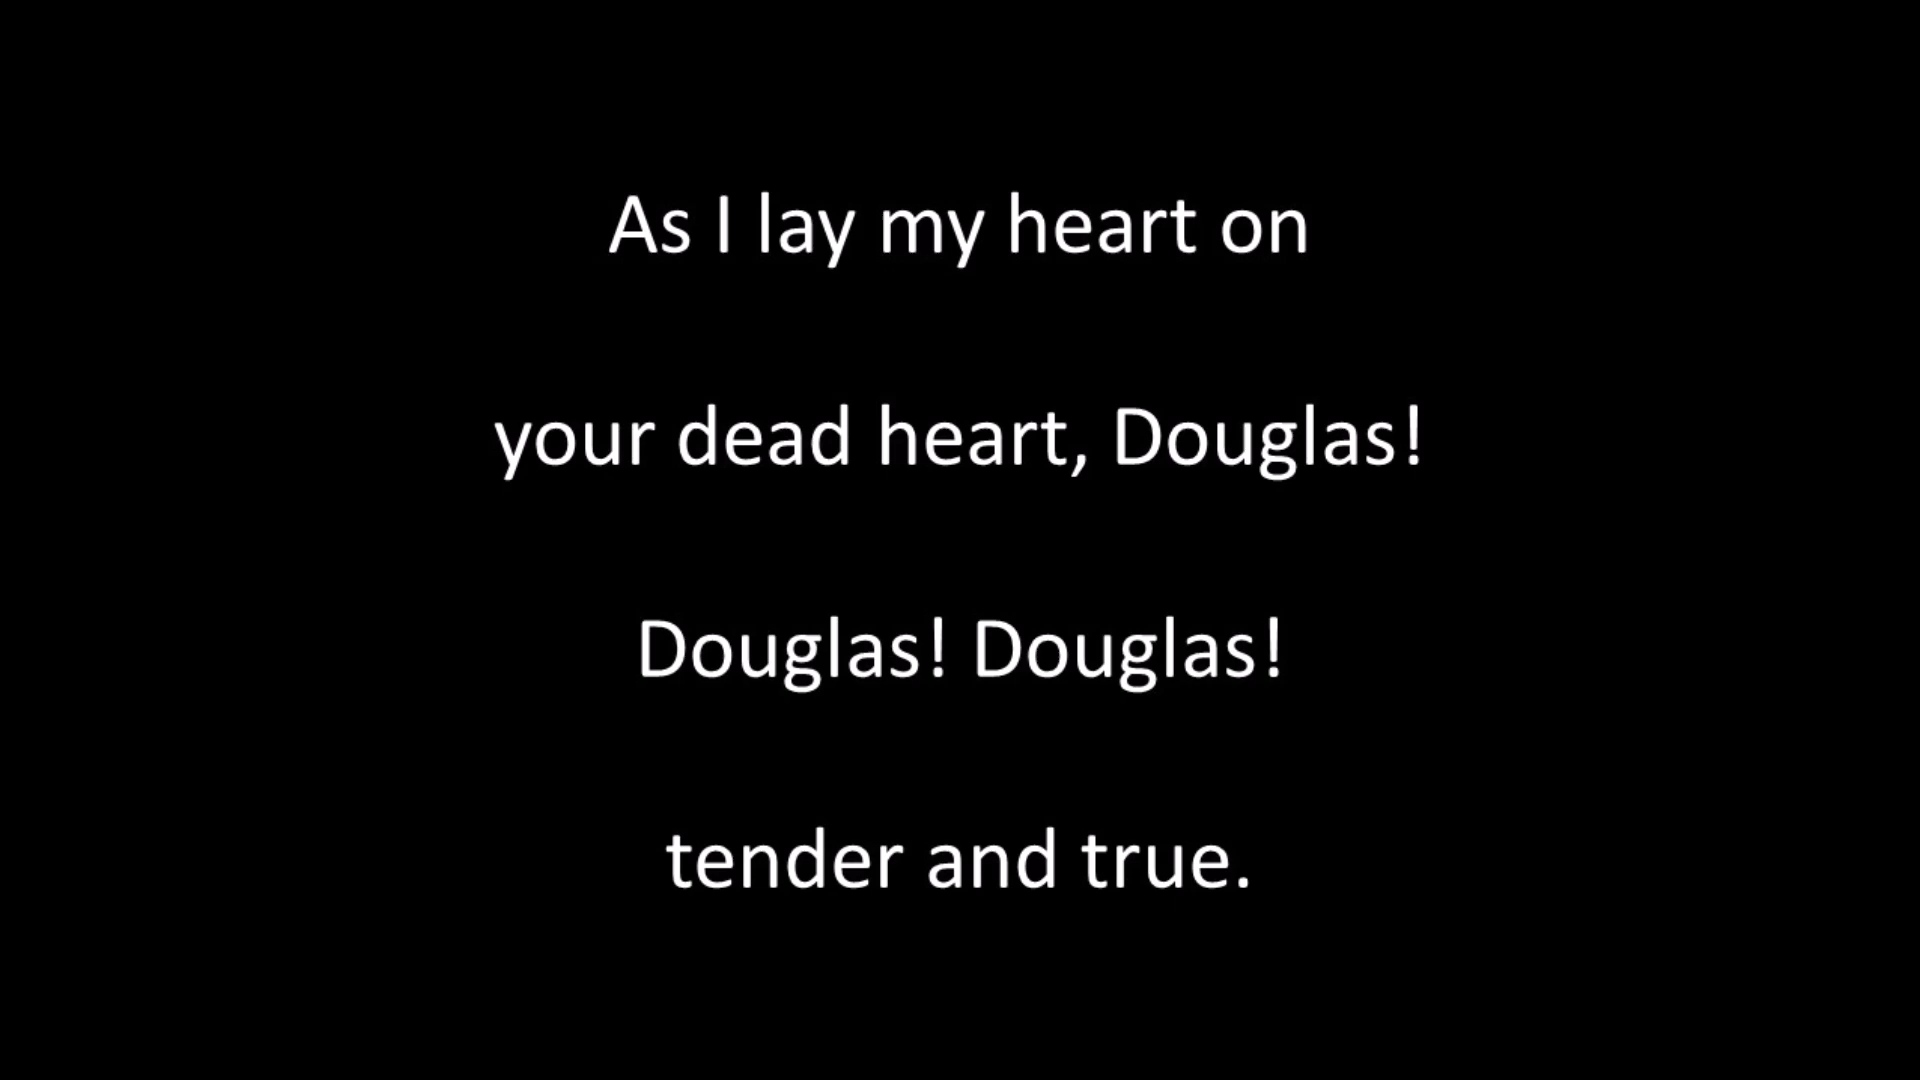 As I lay my heart on
your dead heart, Douglas!
Douglas! Douglas!
tender and true.